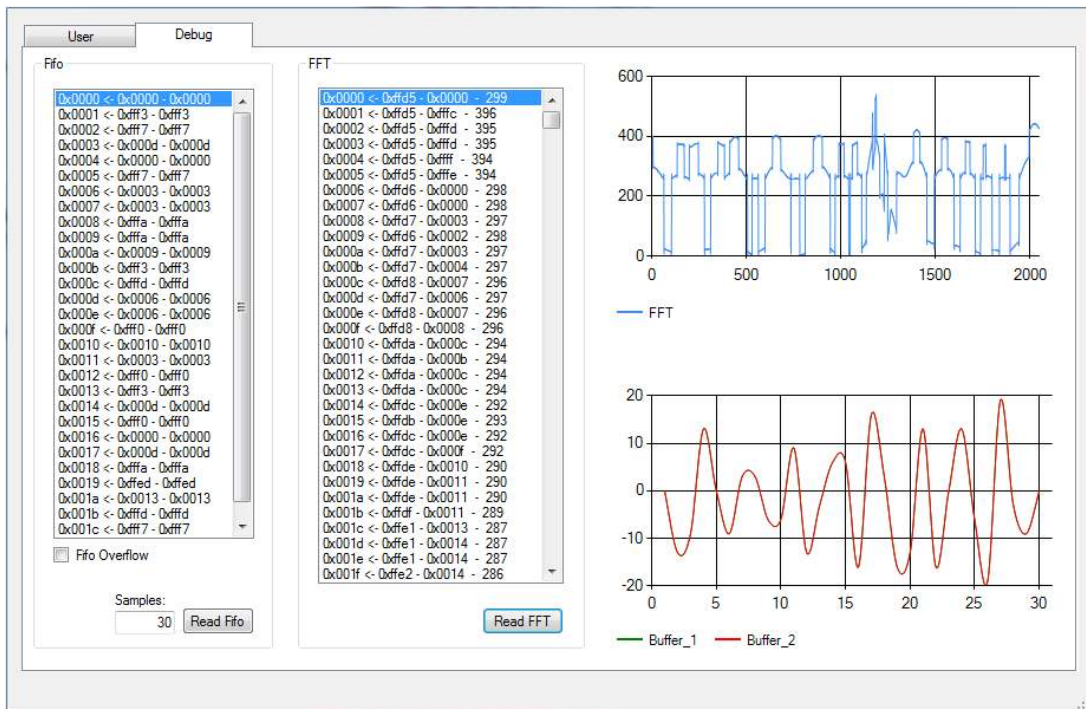 User
Debug
Fifo
0x0000 <- 0x0000 - 0x0000
0x0001 <- 0xfff3 - 0xfff3
0x0002 <- 0xfff7 - 0xfff7
0x0003 <- 0x000d - 0x000d
0x0004 <- 0x0000 - 0x0000
0x0005 <- 0xfff7 - 0xfff7
0x0006 <- 0x0003 - 0x0003
0x0007 <- 0x0003 - 0x0003
0x0008 <- 0xfffa - 0xfffa
0x0009 <- 0xfffa - 0xfffa
0x000a <- 0x0009 - 0x0009
0x000b <- 0xfff3 - 0xfff3
0x000c <- 0xfffd - 0xfffd
0x000d <- 0x0006 - 0x0006
0x000e <- 0x0006 - 0x0006
0x000f <- 0xfff0 - 0xfff0
0x0010 <- 0x0010 - 0x0010
0x0011 <- 0x0003 - 0x0003
0x0012 <- 0xfff0 - 0xfff0
0x0013 <- 0xfff3 - 0xfff3
0x0014 <- 0x000d - 0x000d
0x0015 <- 0xfff0 - 0xfff0
0x0016 <- 0x0000 - 0x0000
0x0017 <- 0x000d - 0x000d
0x0018 <- 0xfffa - 0xfffa
0x0019 <- 0xffed - 0xffed
0x001a <- 0x0013 - 0x0013
0x001b <- 0xfffd - 0xfffd
0x001c <- 0xfff7 - 0xfff7
Fifo Overflow
Samples:
30 Read Fifo
FFT
0x0000 <- 0xffd5 - 0x0000 - 299
0x0001 <- 0xffd5 - 0xfffc - 396
0x0002 <- 0xffd5 - 0xfffd - 395
0x0003 <- 0xffd5 - 0xfffd - 395
0x0004 <- 0xffd5 - 0xffff - 394
0x0005 <- 0xffd5 - 0xfffe - 394
0x0006 <- 0xffd6 - 0x0000 - 298
0x0007 <- 0xffd6 - 0x0000 - 298
0x0008 <- 0xffd7 - 0x0003 - 297
0x0009 <- 0xffd6 - 0x0002 - 298
0x000a <- 0xffd7 - 0x0003 - 297
0x000b <- 0xffd7 - 0x0004 - 297
0x000c <- 0xffd8 - 0x0007 - 296
0x000d <- 0xffd7 - 0x0006 - 297
0x000e <- 0xffd8 - 0x0007 - 296
0x000f <- 0xffd8 - 0x0008 - 296
0x0010 <- 0xffda - 0x000c - 294
0x0011 <- 0xffda - 0x000b - 294
0x0012 <- 0xffda - 0x000c - 294
0x0013 <- 0xffda - 0x000c - 294
0x0014 <- 0xffdc - 0x000e - 292
0x0015 <- 0xffdb - 0x000e - 293
0x0016 <- 0xffdc - 0x000e - 292
0x0017 <- 0xffdc - 0x000f - 292
0x0018 <- 0xffde - 0x0010 - 290
0x0019 <- 0xffde - 0x0011 - 290
0x001a <- 0xffde - 0x0011 - 290
0x001b <- 0xffdf - 0x0011 - 289
0x001c <- 0xffe1 - 0x0013 - 287
0x001d <- 0xffe1 - 0x0014 - 287
0x001e <- 0xffe1 - 0x0014 - 287
0x001f <- 0xffe2 - 0x0014 - 286
Read FFT
600
400
200
0
0 500 1000 1500 2000
FFT
20
10
0
-10
-20
0 5 10 15 20 25 30
Buffer_1 Buffer_2